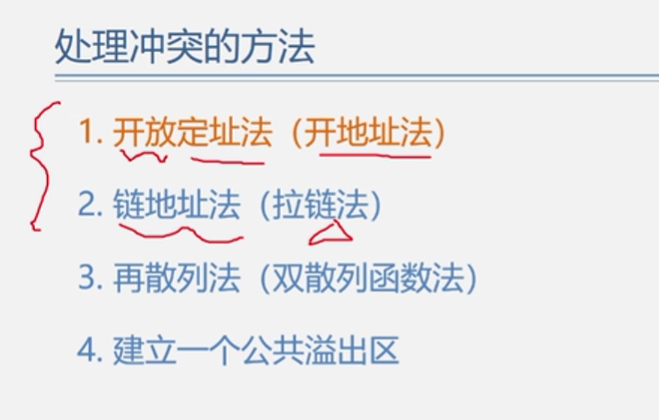 处理冲突的方法
1. 开放定址法（开地址法）
2. 链地址法（拉链法）
3. 再散列法（双散列函数法）
4. 建立一个公共溢出区